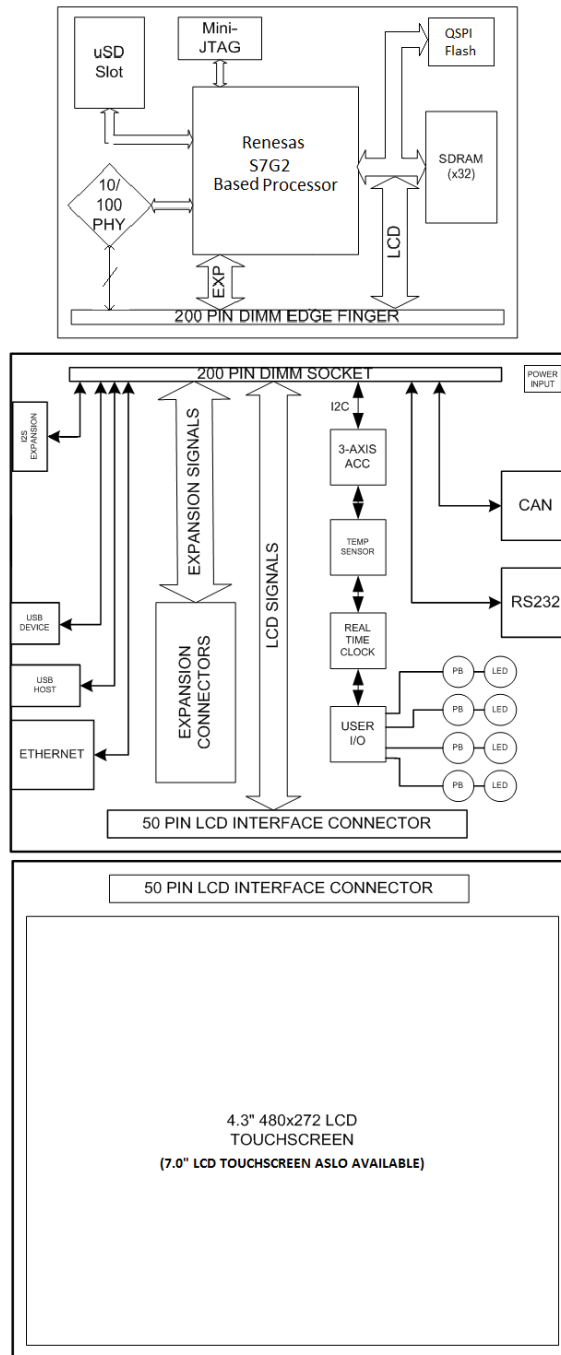 uSD
Slot
Mini-
JTAG
QSPI
Flash
Renesas
S7G2
Based Processor
SDRAM
(x32)
10/
100
PHY
EXP
LCD
200 PIN DIMM EDGE FINGER
200 PIN DIMM SOCKET
POWER
INPUT
I2S
EXPANSION
EXPANSION SIGNALS
LCD SIGNALS
I2C
3-AXIS
ACC
CAN
TEMP
SENSOR
RS232
USB
DEVICE
REAL
TIME
CLOCK
EXPANSION
CONNECTORS
USB
HOST
PB
LED
USER
I/O
PB
LED
ETHERNET
PB
LED
PB
LED
50 PIN LCD INTERFACE CONNECTOR
50 PIN LCD INTERFACE CONNECTOR
4.3" 480x272 LCD
TOUCHSCREEN
(7.0" LCD TOUCHSCREEN ASLO AVAILABLE)